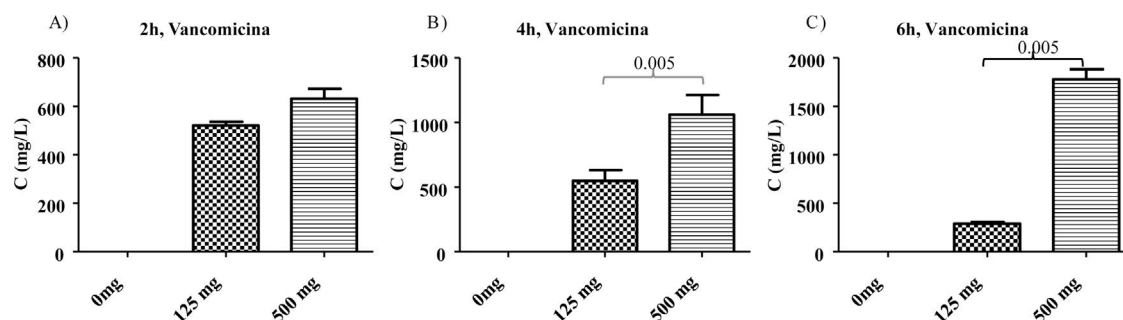 A)
2h, Vancomicina
C (mg/L)
800
600
400
200
0
0mg
125 mg
500 mg
B)
4h, Vancomicina
0.005
C (mg/L)
1500
1000
500
0
0mg
125 mg
500 mg
C)
6h, Vancomicina
0.005
C (mg/L)
2000
1500
1000
500
0
0mg
125 mg
500 mg